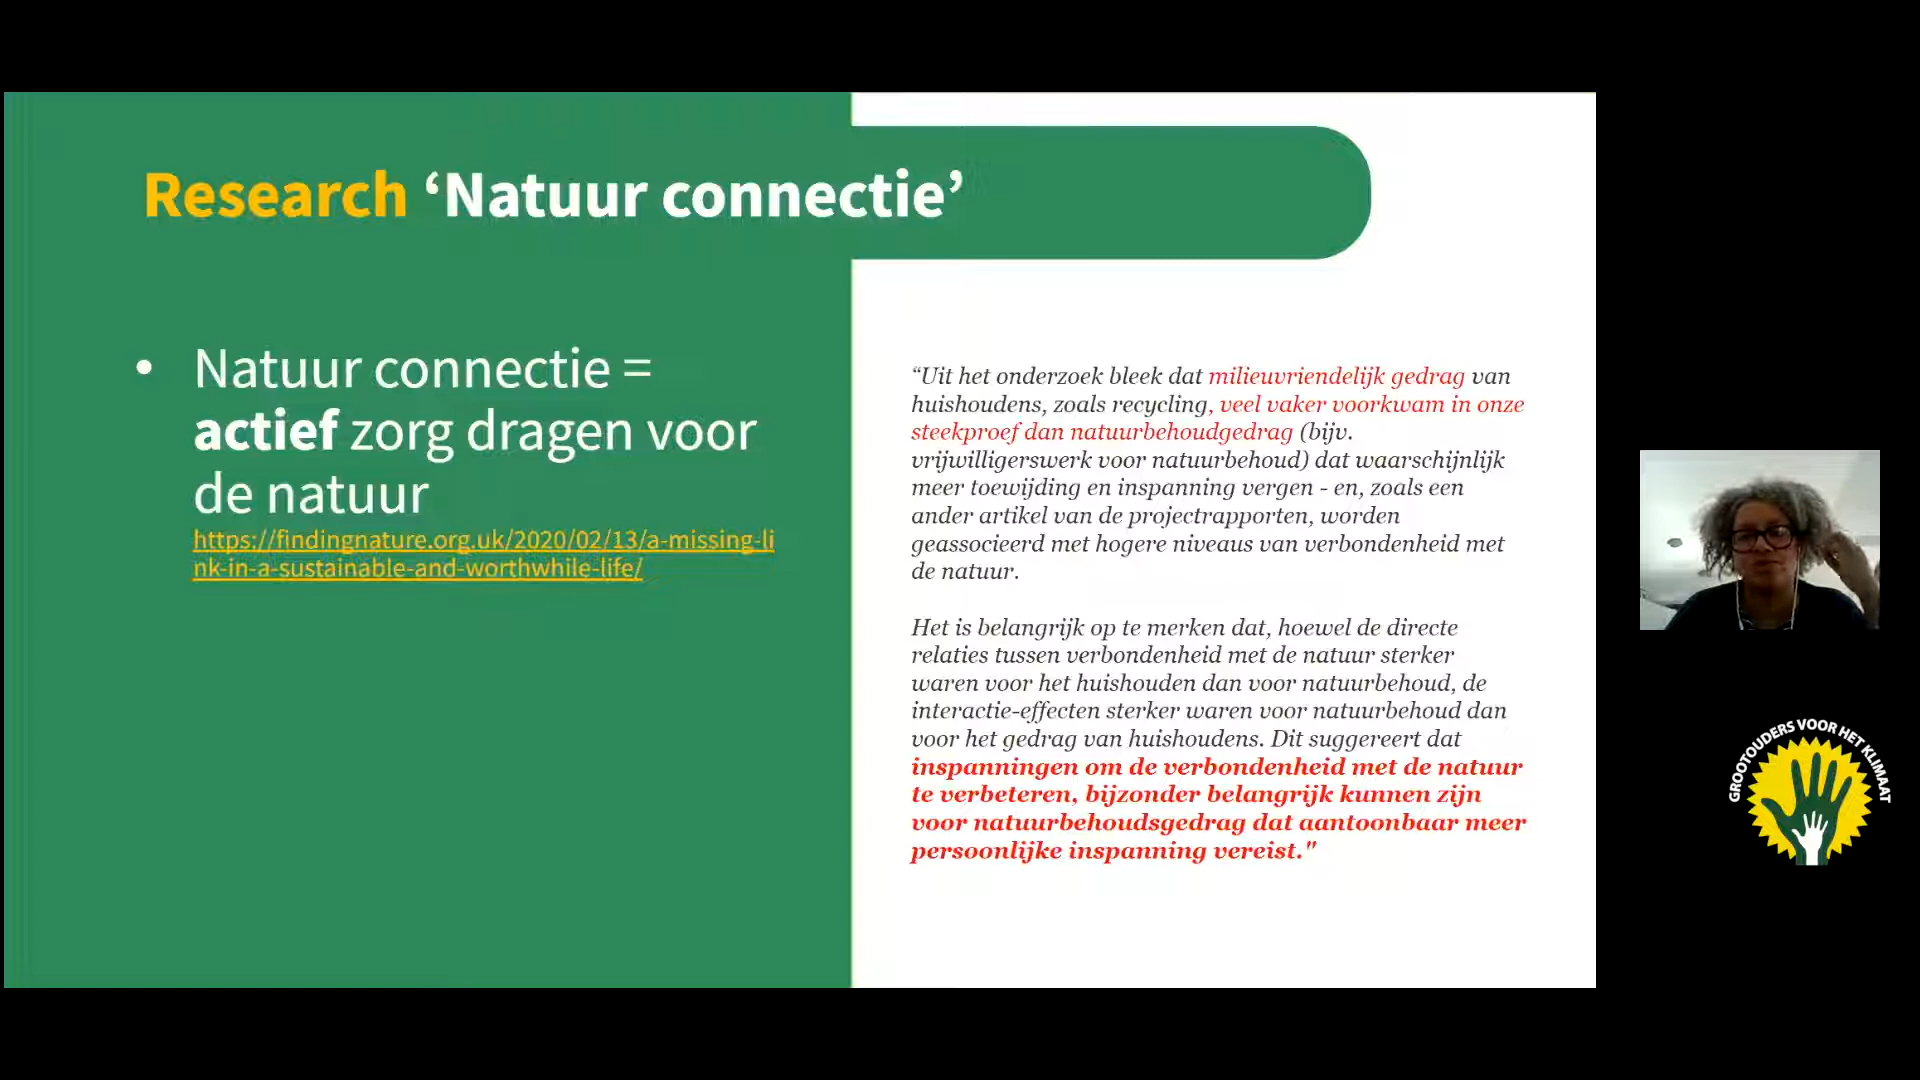 Research ‘Natuur connectie’
• Natuur connectie =
actief zorg dragen voor
de natuur
https://findingnature.org.uk/2020/02/13/a-missing-li
nk-in-a-sustainable-and-worthwhile-life/
“Uit het onderzoek bleek dat milieuvriendelijk gedrag van
huishoudens, zoals recycling, veel vaker voorkwam in onze
steekproef dan natuurbehoudgedrag (bijv.
vrijwilligerswerk voor natuurbehoud) dat waarschijnlijk
meer toewijding en inspanning vergen - en, zoals een
ander artikel van de projectrapporten, worden
geassocieerd met hogere niveaus van verbondenheid met
de natuur.
Het is belangrijk op te merken dat, hoewel de directe
relaties tussen verbondenheid met de natuur sterker
waren voor het huishouden dan voor natuurbehoud, de
interactie-effecten sterker waren voor natuurbehoud dan
voor het gedrag van huishoudens. Dit suggereert dat
inspanningen om de verbondenheid met de natuur
te verbeteren, bijzonder belangrijk kunnen zijn
voor natuurbehoudsgedrag dat aantoonbaar meer
persoonlijke inspanning vereist."
GROOTOUDERS VOOR HET KLIMAAT